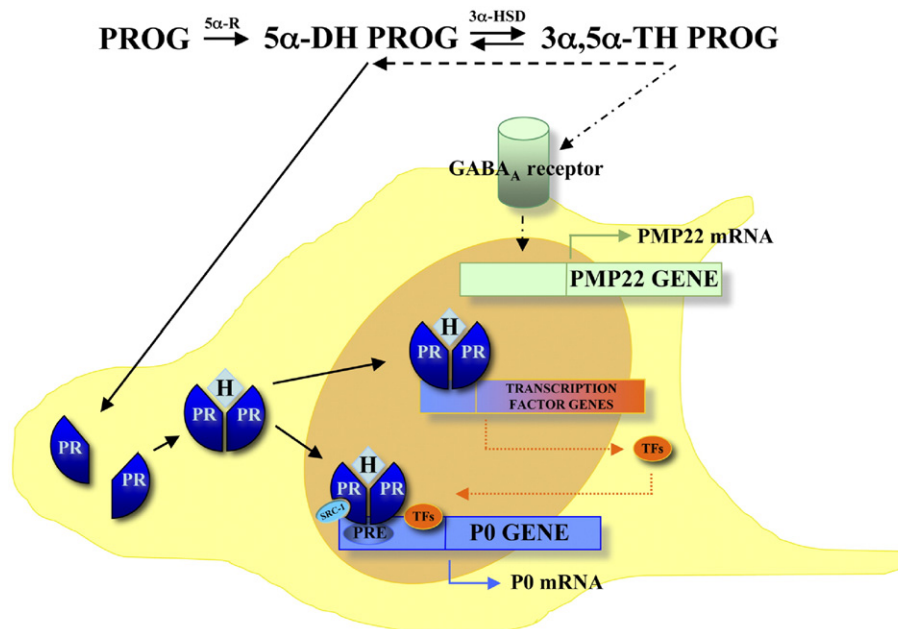 5α-R
3α-HSD
PROG
5α-DH PROG
3α,5α-TH PROG
GABAA receptor
PMP22 mRNA
PMP22 GENE
H
PR
PR
TRANSCRIPTION
FACTOR GENES
H
PR
PR
PR
PR
TFs
H
PR
PR
SRC-1
TFs
PRE
P0 GENE
P0 mRNA